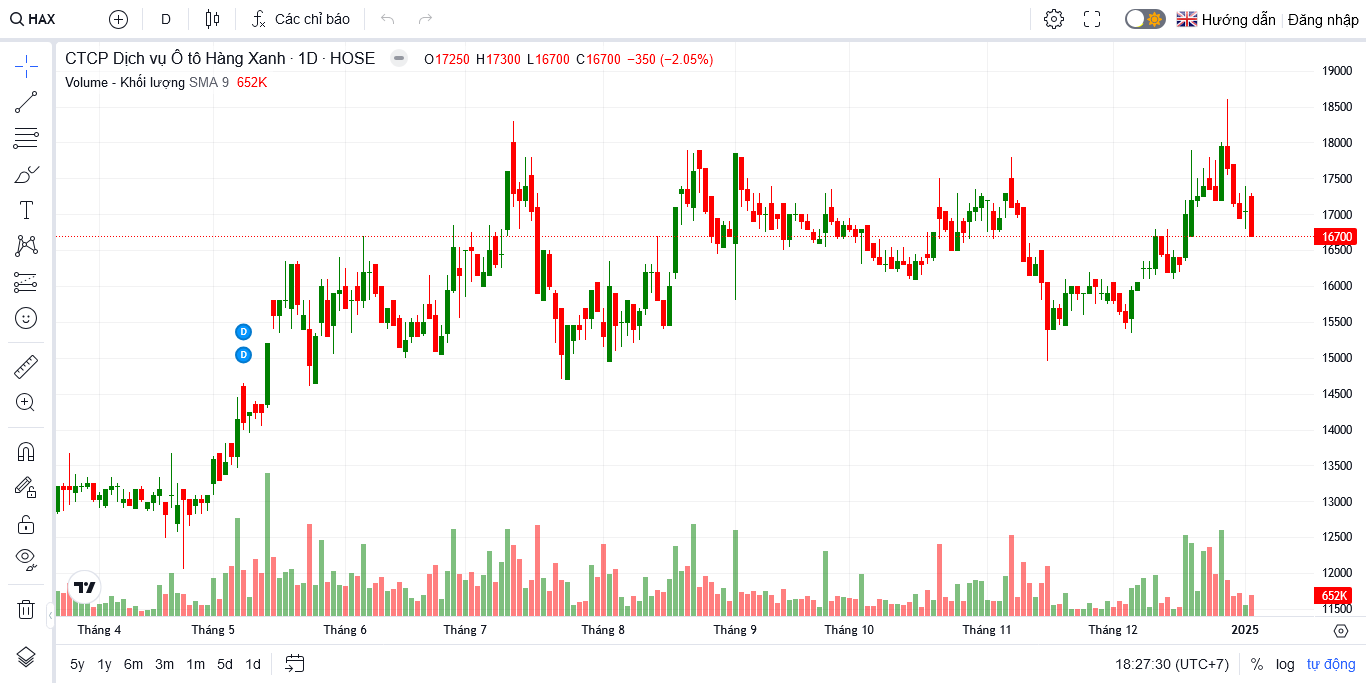 HAX D Các chỉ báo Hướng dẫn Đăng nhập
CTCP Dịch vụ Ô tô Hàng Xanh · 1D · HOSE O17250 H17300 L16700 C16700 −350 (−2.05%)
Volume - Khối lượng SMA 9 652K
19000
18500
18000
17500
17000
16700
16500
16000
15500
15000
14500
14000
13500
13000
12500
12000
652K
11500
D
D
Tháng 4 Tháng 5 Tháng 6 Tháng 7 Tháng 8 Tháng 9 Tháng 10 Tháng 11 Tháng 12 2025
5y 1y 6m 3m 1m 5d 1d 18:27:30 (UTC+7) % log tự động